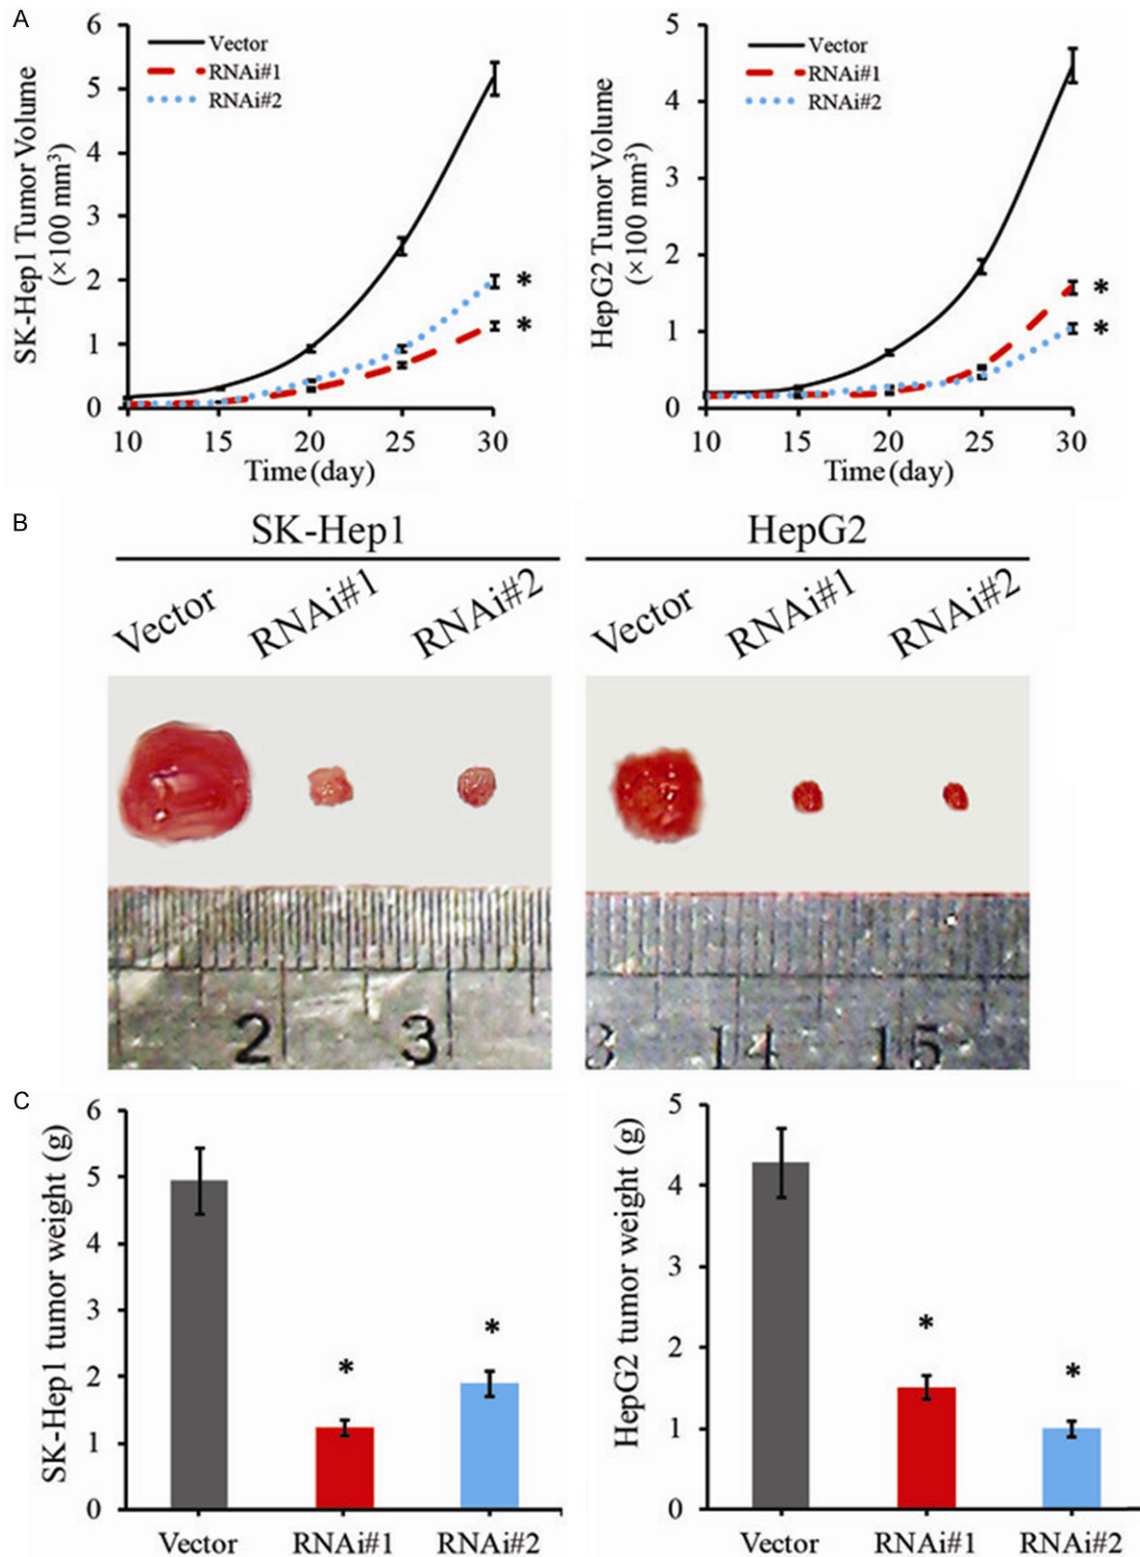 A
6
5
4
3
2
1
0
10 15 20 25 30
SK-Hep1 Tumor Volume
(×100 mm³)
Time (day)
Vector
RNAi#1
RNAi#2
*
*
5
4
3
2
1
0
10 15 20 25 30
HepG2 Tumor Volume
(×100 mm³)
Time (day)
Vector
RNAi#1
RNAi#2
*
*
B
SK-Hep1
Vector RNAi#1 RNAi#2
2 3
HepG2
Vector RNAi#1 RNAi#2
3 14 15
C
6
5
4
3
2
1
0
SK-Hep1 tumor weight (g)
*
*
Vector RNAi#1 RNAi#2
5
4
3
2
1
0
HepG2 tumor weight (g)
*
*
Vector RNAi#1 RNAi#2